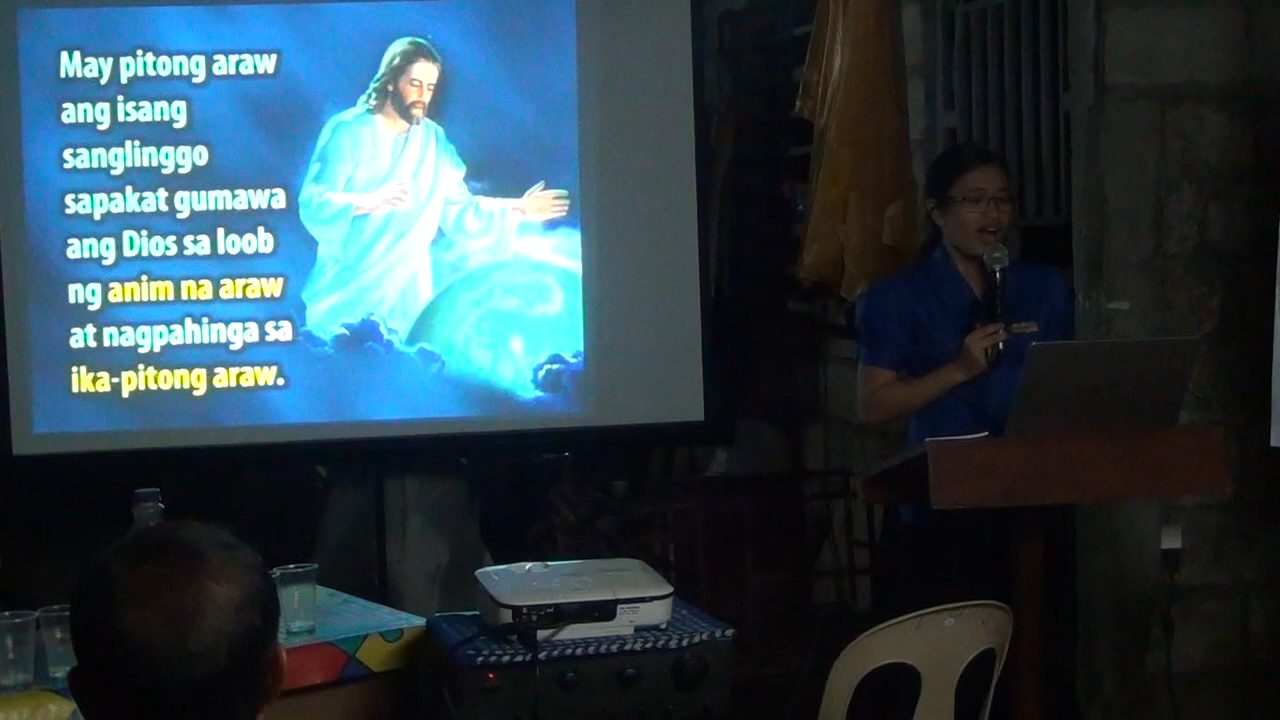 May pitong araw
ang isang
sanglinggo
sapakat gumawa
ang Dios sa loob
ng anim na araw
at nagpahinga sa
ika-pitong araw.